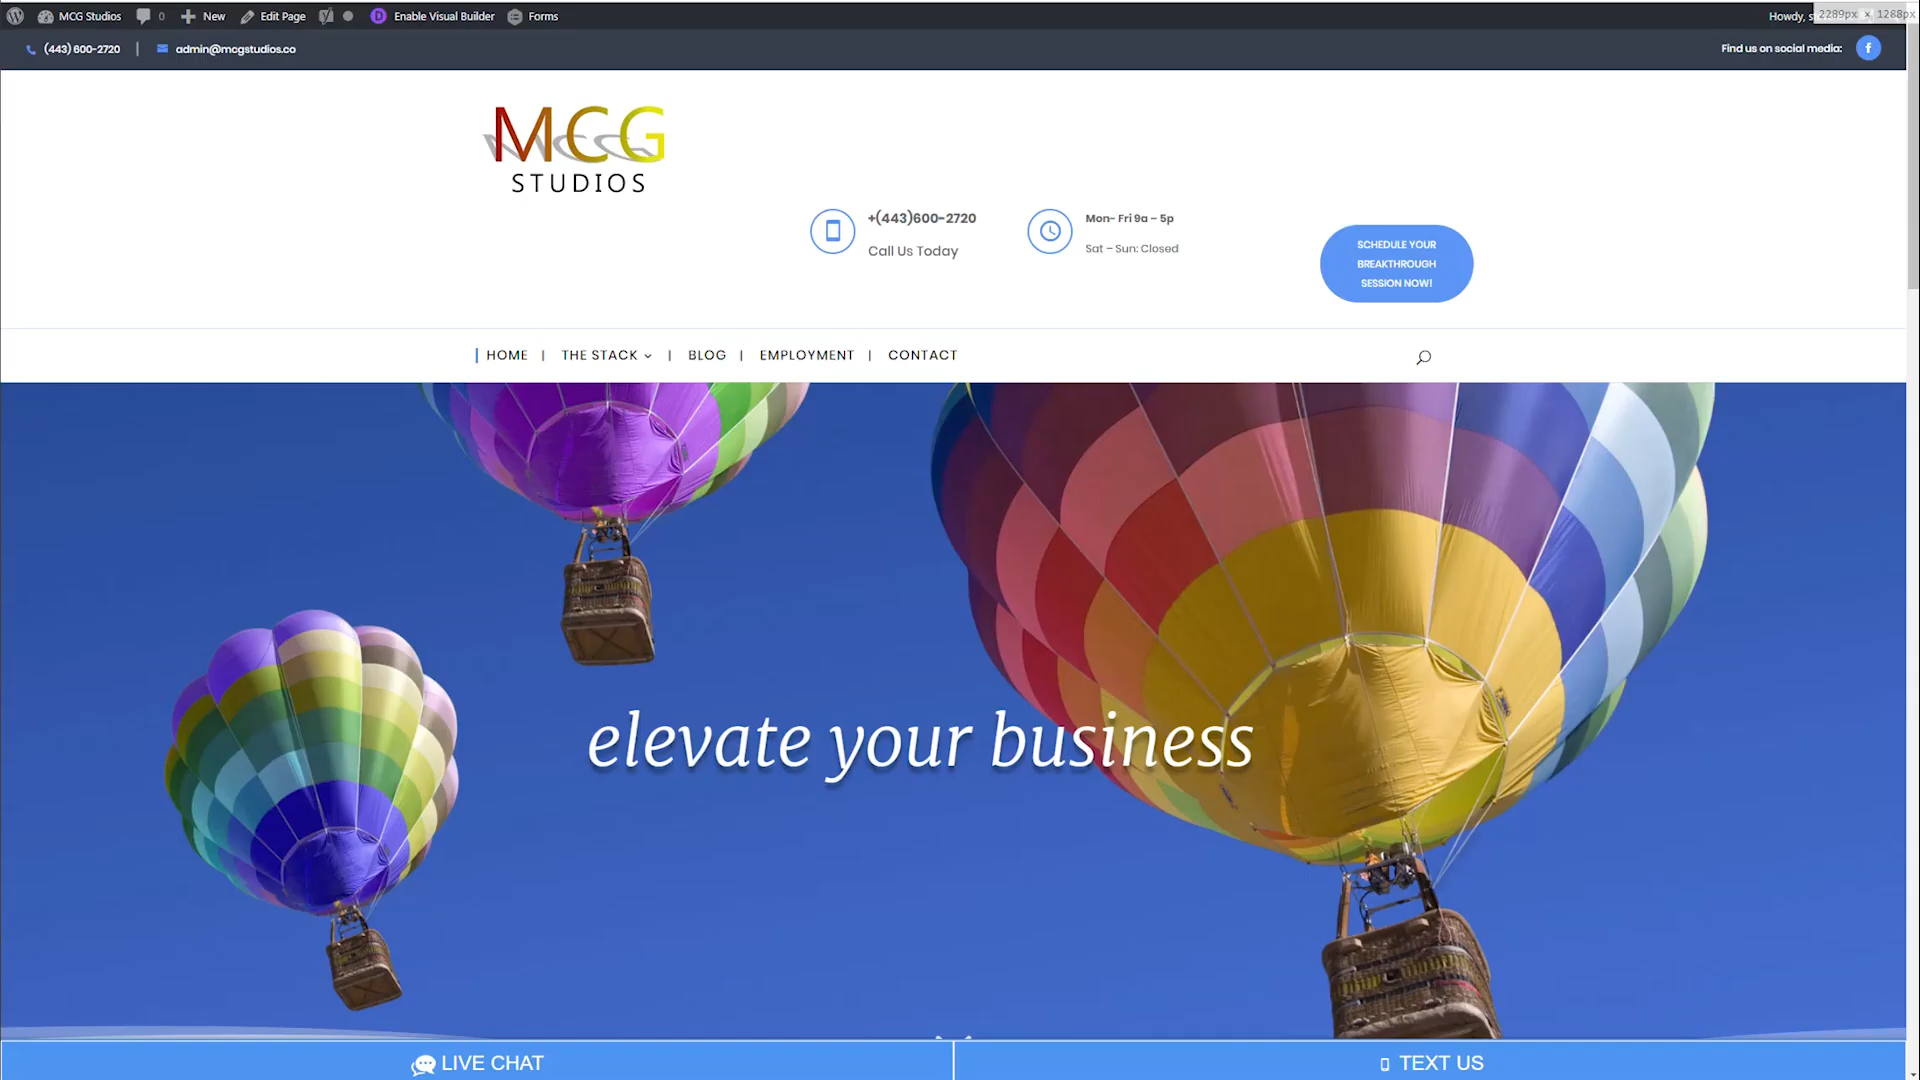 MCG Studios 0 New Edit Page Enable Visual Builder Forms Howdy,
2289px × 1288px
(443) 600-2720 | admin@mcgstudios.co Find us on social media:
MCG
STUDIOS
+(443)600-2720
Call Us Today
Mon- Fri 9a – 5p
Sat – Sun: Closed
SCHEDULE YOUR
BREAKTHROUGH
SESSION NOW!
HOME | THE STACK | BLOG | EMPLOYMENT | CONTACT
elevate your business
LIVE CHAT
TEXT US